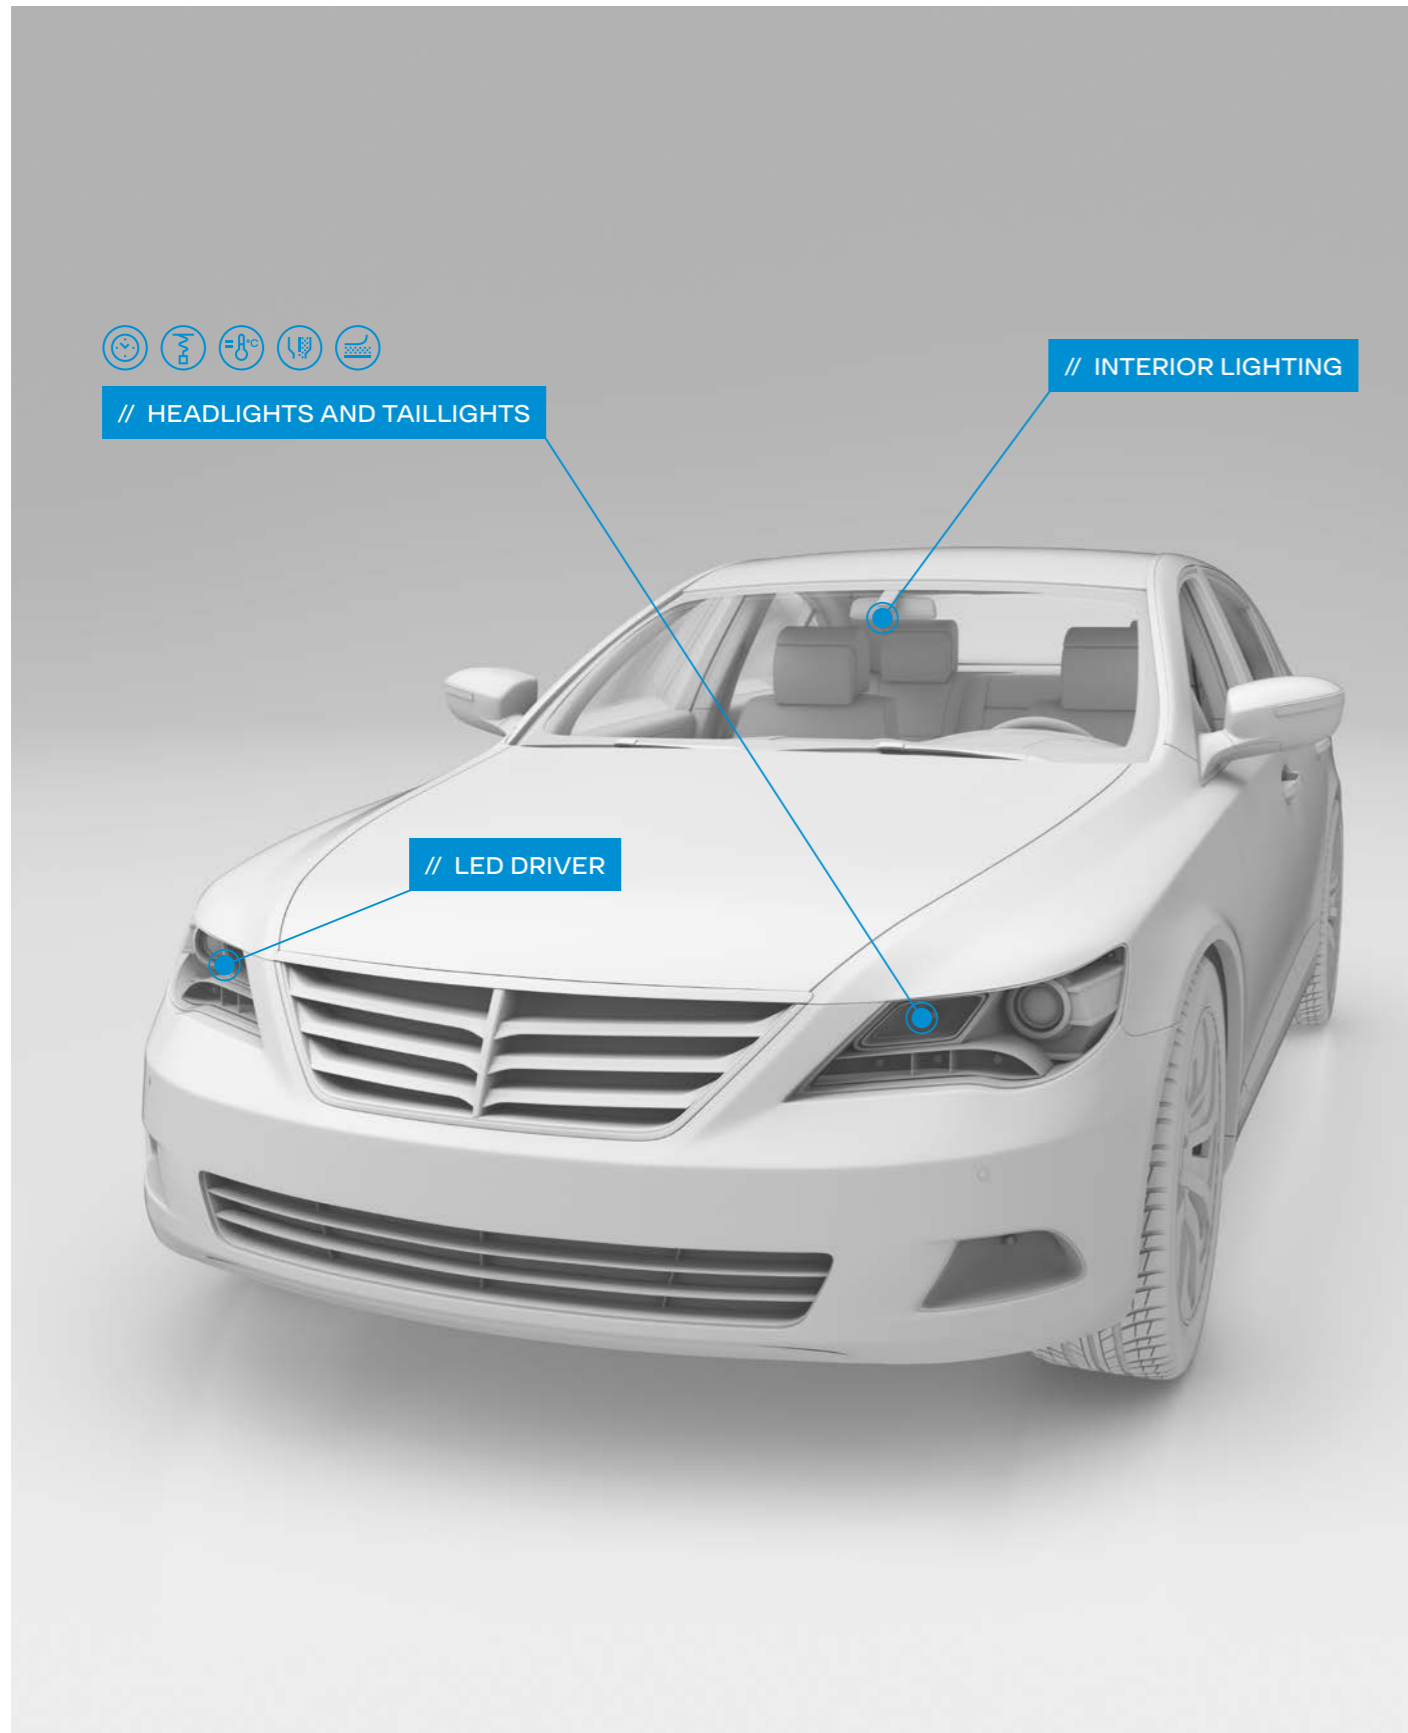 =°C
// HEADLIGHTS AND TAILLIGHTS
// INTERIOR LIGHTING
// LED DRIVER